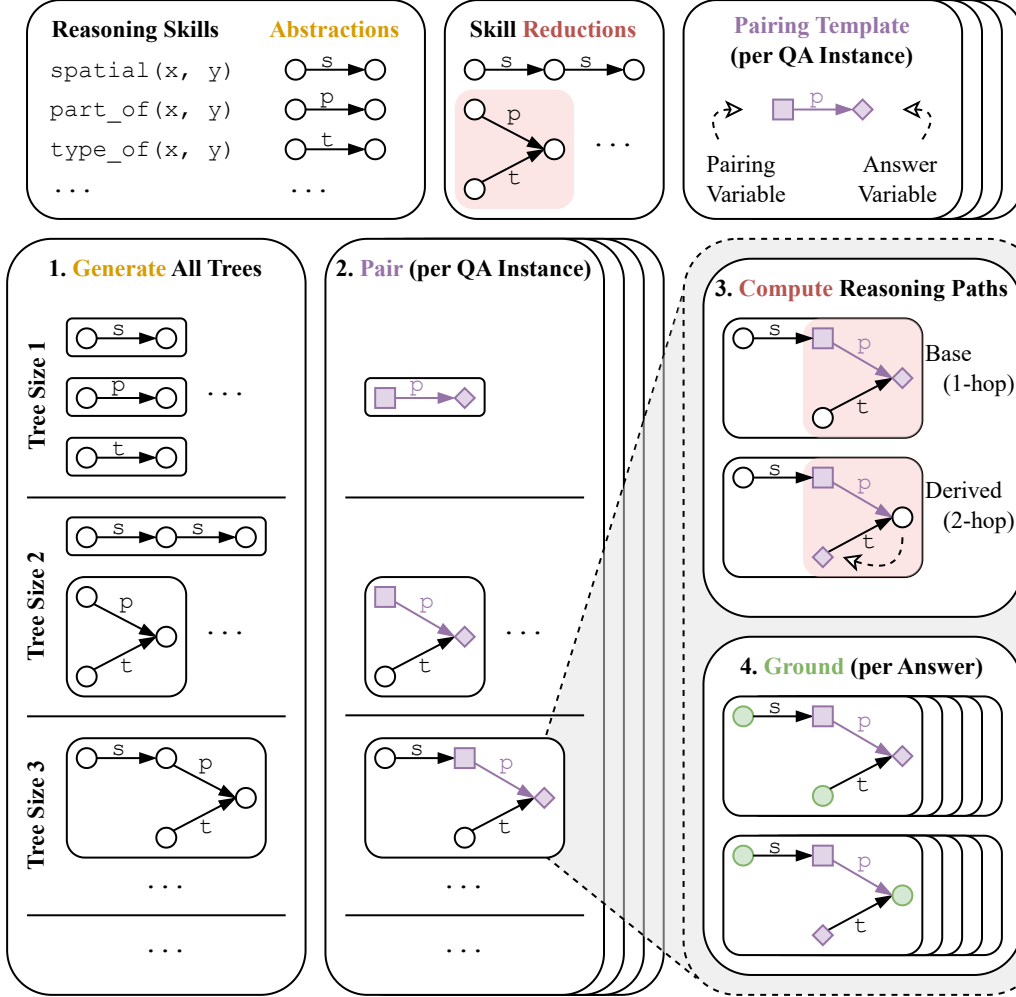 Reasoning Skills
Abstractions
spatial(x, y)
s
part_of(x, y)
p
type_of(x, y)
t
...
...
Skill Reductions
s
s
p
t
...
Pairing Template
(per QA Instance)
p
Pairing
Variable
Answer
Variable
1. Generate All Trees
Tree Size 1
s
p
...
t
Tree Size 2
s
s
p
t
...
Tree Size 3
s
p
t
...
...
2. Pair (per QA Instance)
p
p
...
s
p
t
...
...
t
3. Compute Reasoning Paths
s
p
t
Base
(1-hop)
s
p
t
Derived
(2-hop)
4. Ground (per Answer)
s
p
t
s
p
t